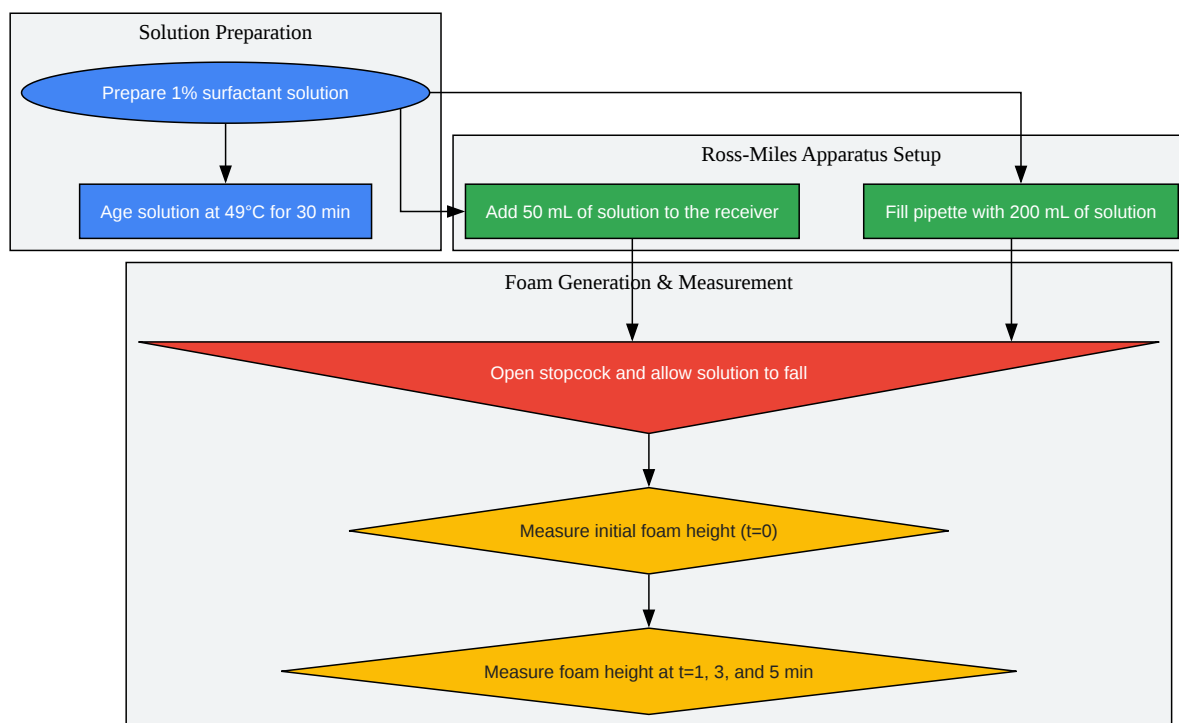 Solution Preparation
Prepare 1% surfactant solution
Age solution at 49°C for 30 min
Ross-Miles Apparatus Setup
Add 50 mL of solution to the receiver
Fill pipette with 200 mL of solution
Foam Generation & Measurement
Open stopcock and allow solution to fall
Measure initial foam height (t=0)
Measure foam height at t=1, 3, and 5 min